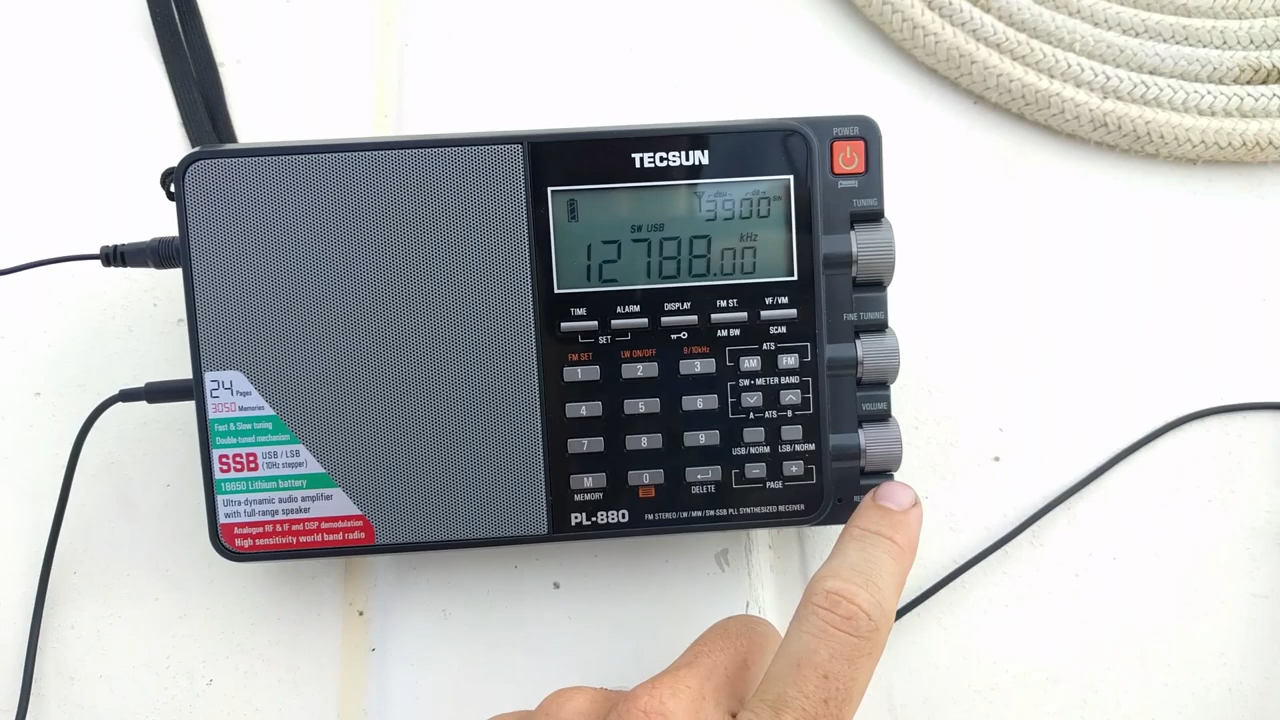 POWER
TECSUN
TUNING
dBμ dB
3900 S/N
SW USB
kHz
12788.00
TIME ALARM DISPLAY FM ST. VF/VM
SET AM BW SCAN
FINE TUNING
FM SET LW ON/OFF 9/10kHz ATS
1 2 3 AM FM
SW • METER BAND
4 5 6
A — ATS — B
VOLUME
7 8 9
USB/NORM LSB/NORM
M 0
MEMORY DELETE PAGE
PL-880 FM STEREO/LW/MW/SW-SSB PLL SYNTHESIZED RECEIVER
24 Pages
3050 Memories
Fast & Slow tuning
Double-tuned mechanism
SSB USB / LSB
(10Hz stepper)
18650 Lithium battery
Ultra-dynamic audio amplifier
with full-range speaker
Analogue RF & IF and DSP demodulation
High sensitivity world band radio